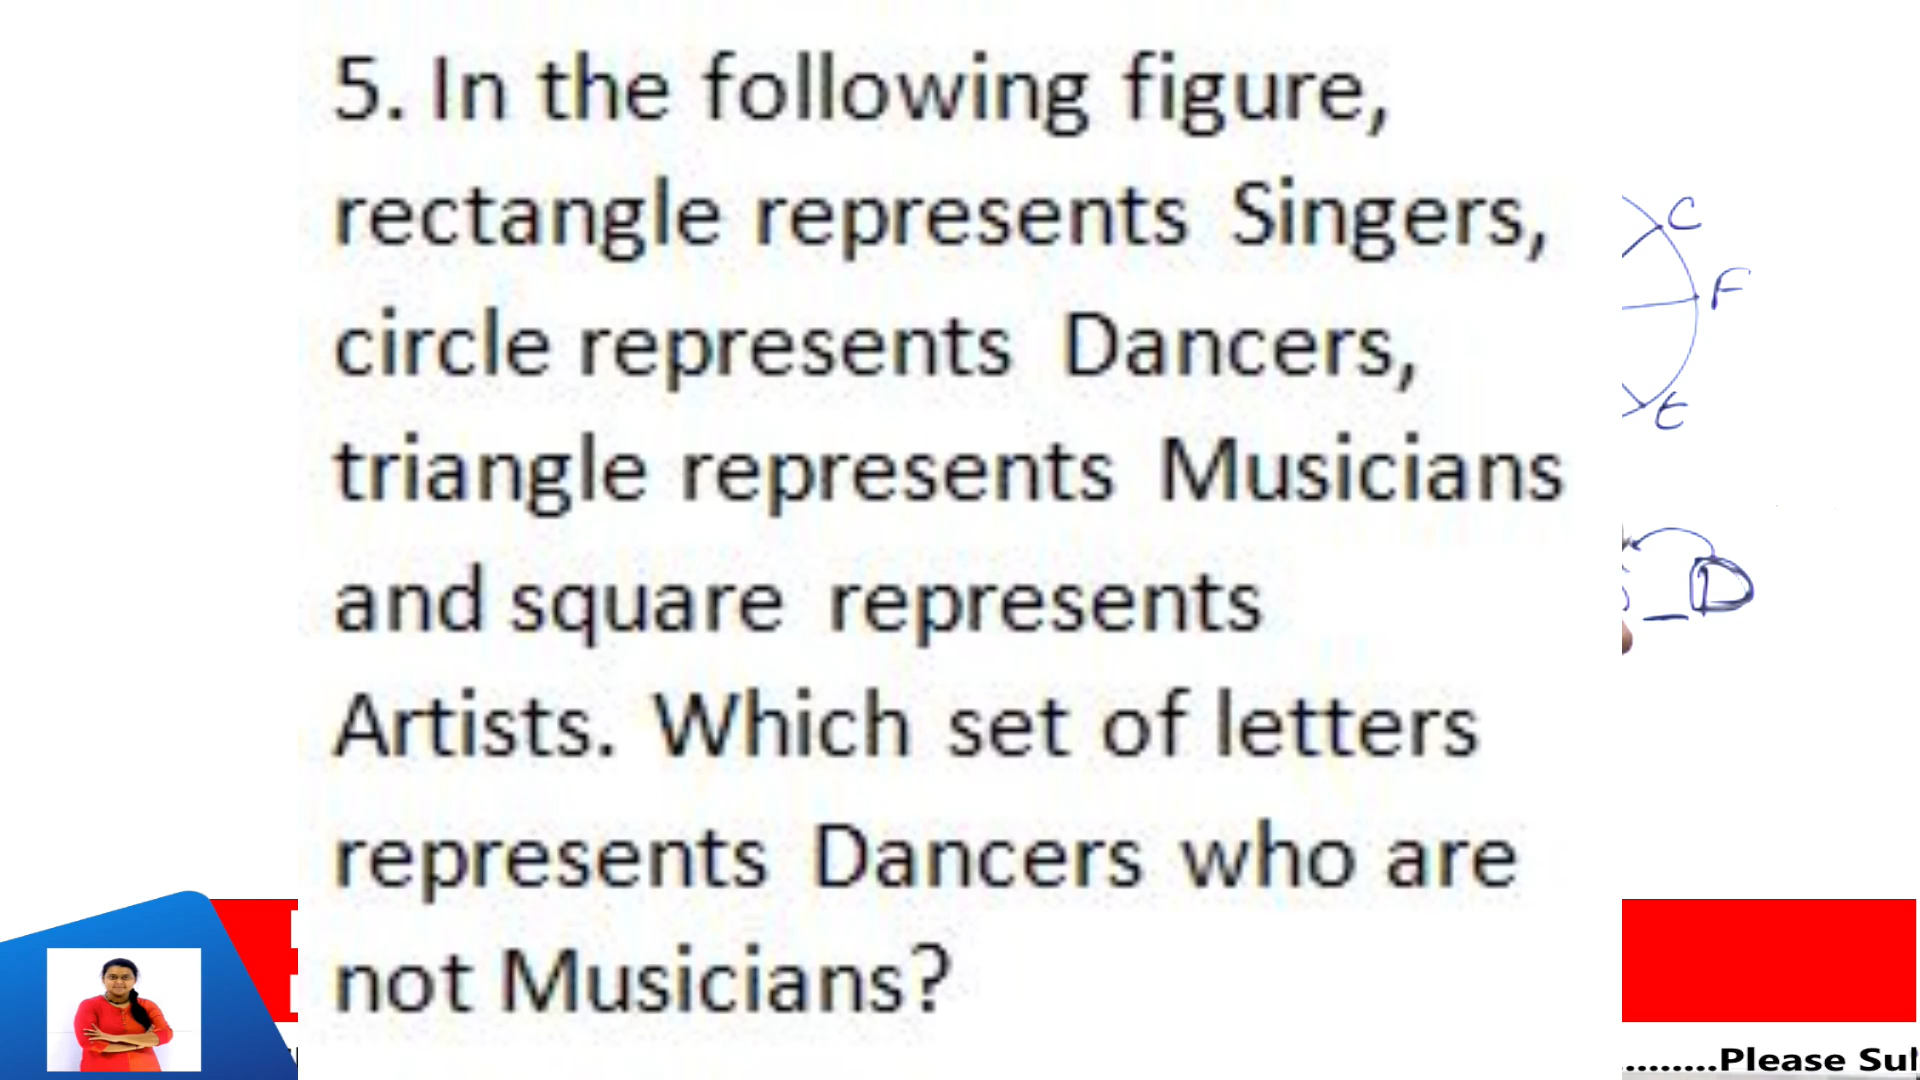 5. In the following figure,
rectangle represents Singers,
circle represents Dancers,
triangle represents Musicians
and square represents
Artists. Which set of letters
represents Dancers who are
not Musicians?
C
F
E
D
.........Please Sul